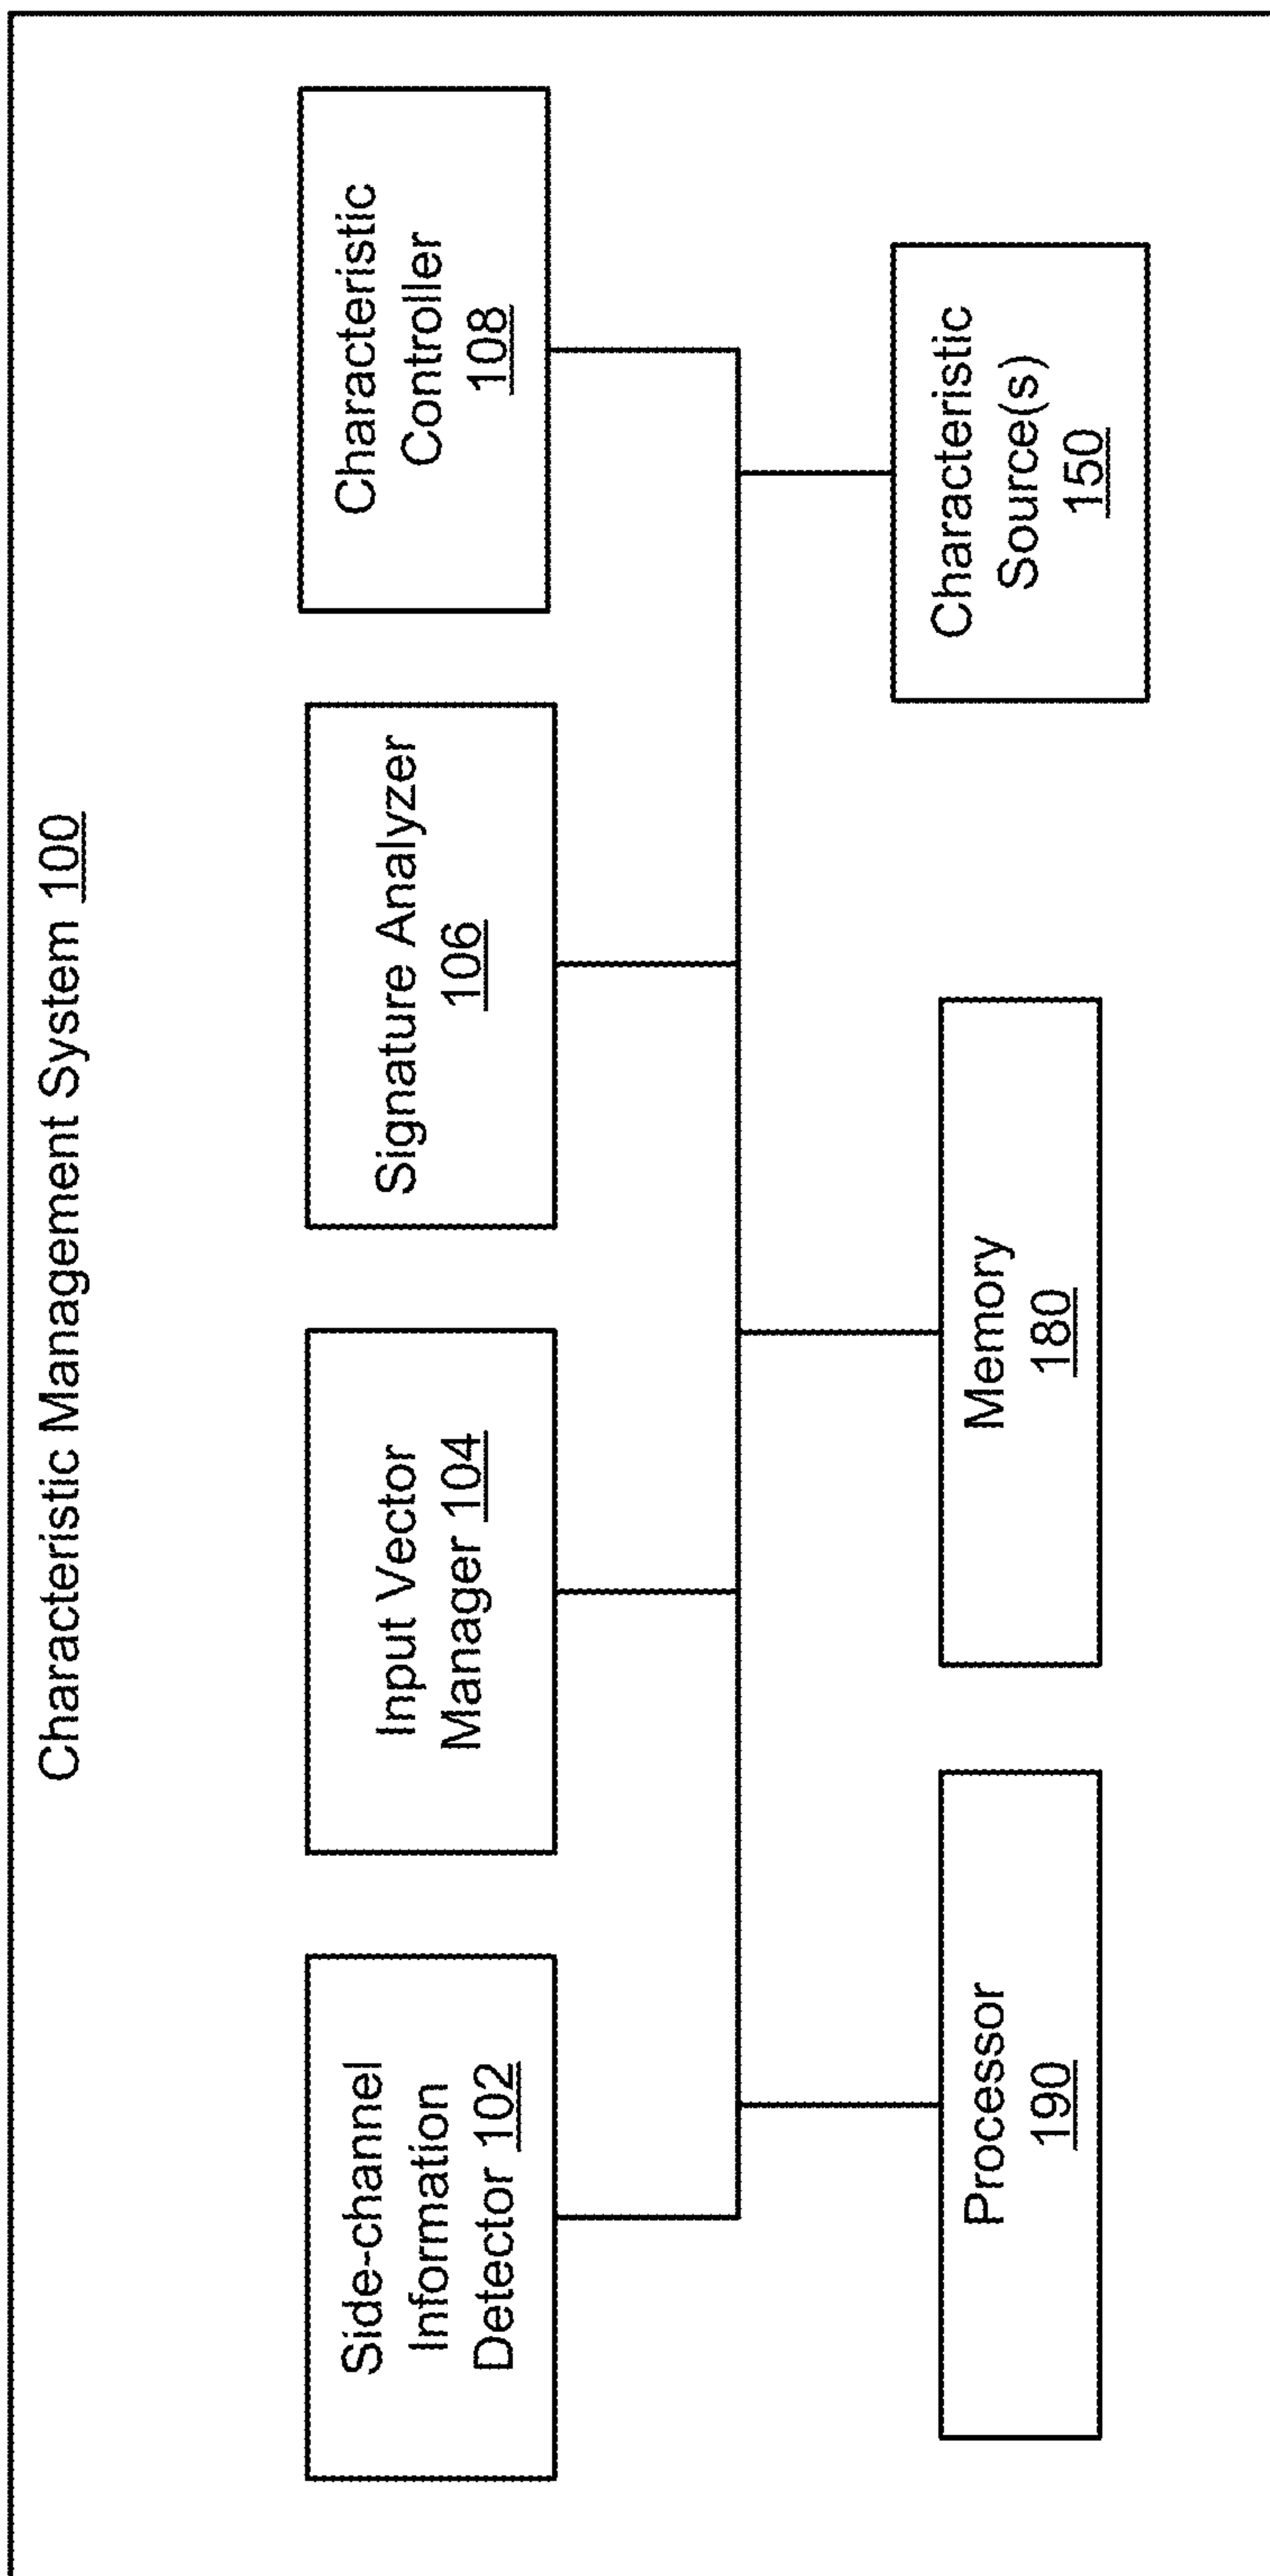 Characteristic Management System 100
Side-channel
Information
Detector 102
Input Vector
Manager 104
Signature Analyzer
106
Characteristic
Controller
108
Processor
190
Memory
180
Characteristic
Source(s)
150